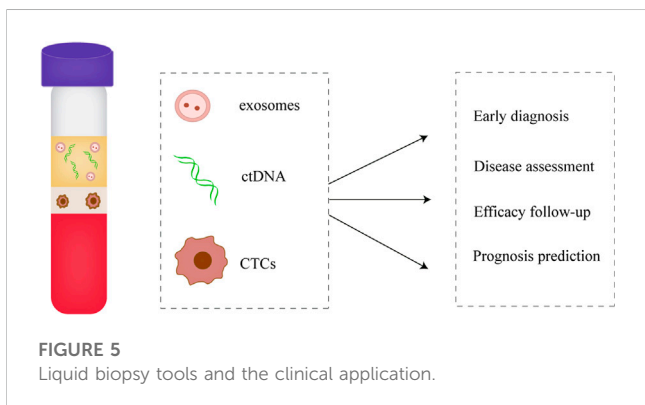 exosomes
ctDNA
CTCs
Early diagnosis
Disease assessment
Efficacy follow-up
Prognosis prediction
FIGURE 5
Liquid biopsy tools and the clinical application.